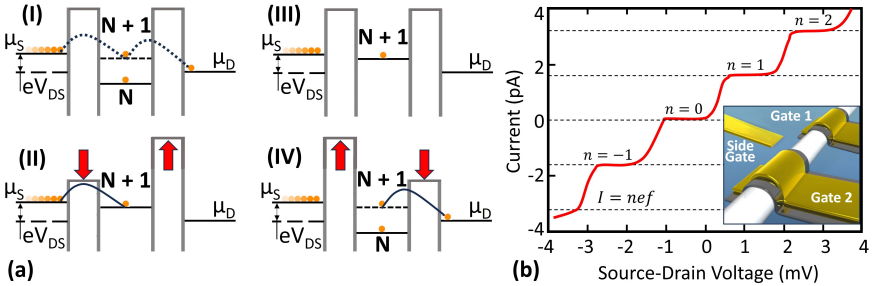 (I)
N + 1
μS
μD
eVDS
N
(III)
N + 1
μS
μD
eVDS
(II)
N + 1
μS
μD
eVDS
(IV)
N + 1
μS
μD
eVDS
N
(a)
Current (pA)
4
2
0
-2
-4
n = 2
n = 1
n = 0
n = −1
I = nef
Gate 1
Side
Gate
Gate 2
-4 -3 -2 -1 0 1 2 3 4
Source-Drain Voltage (mV)
(b)